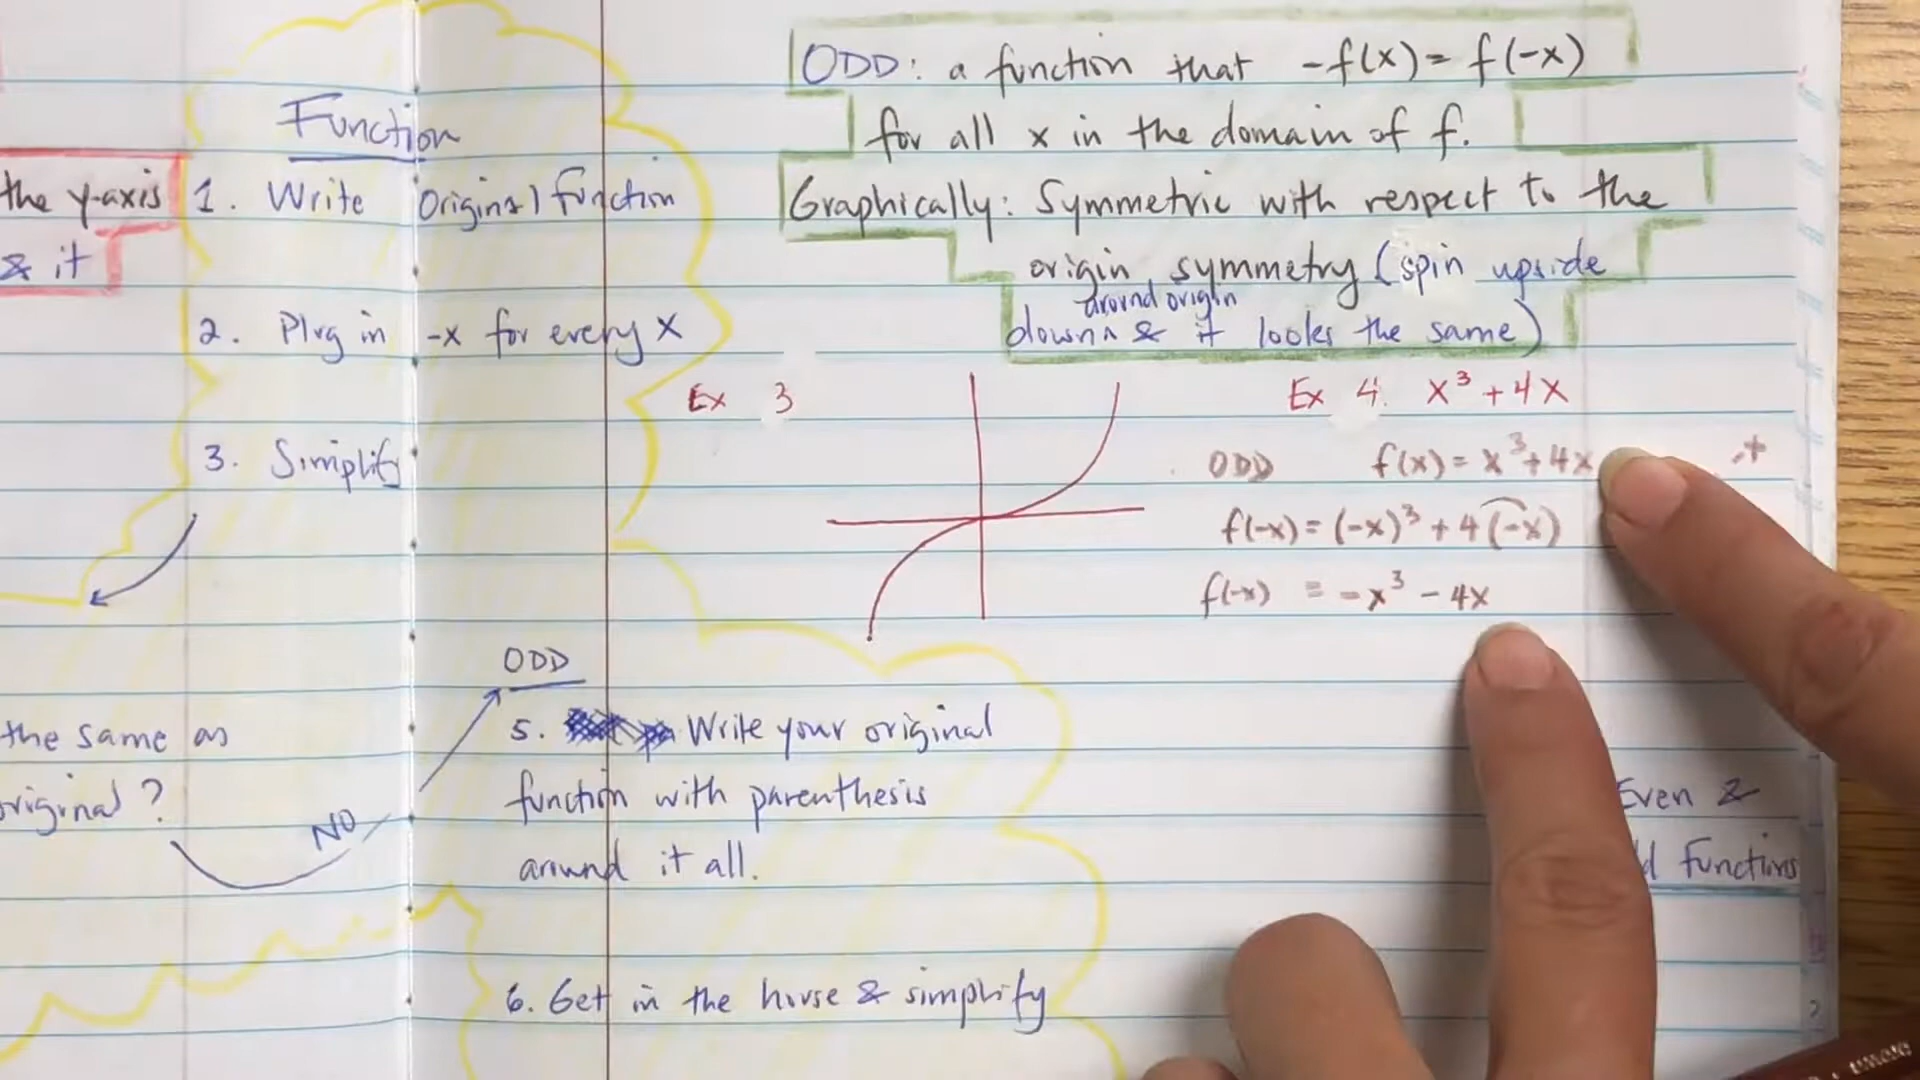 the y-axis
& it
Function
1. Write Original function
2. Plug in -x for every x
3. Simplify
the same as
original?
NO
ODD
5. Write your original
function with parenthesis
around it all.
6. Get in the house & simplify
ODD: a function that -f(x) = f(-x)
for all x in the domain of f.
Graphically: Symmetric with respect to the
origin symmetry (spin upside
around origin
down ^ & it looks the same)
Ex 3
Ex 4. x³ + 4x
ODD f(x) = x³ + 4x
f(-x) = (-x)³ + 4(-x)
f(-x) = -x³ - 4x
Even &
Functions